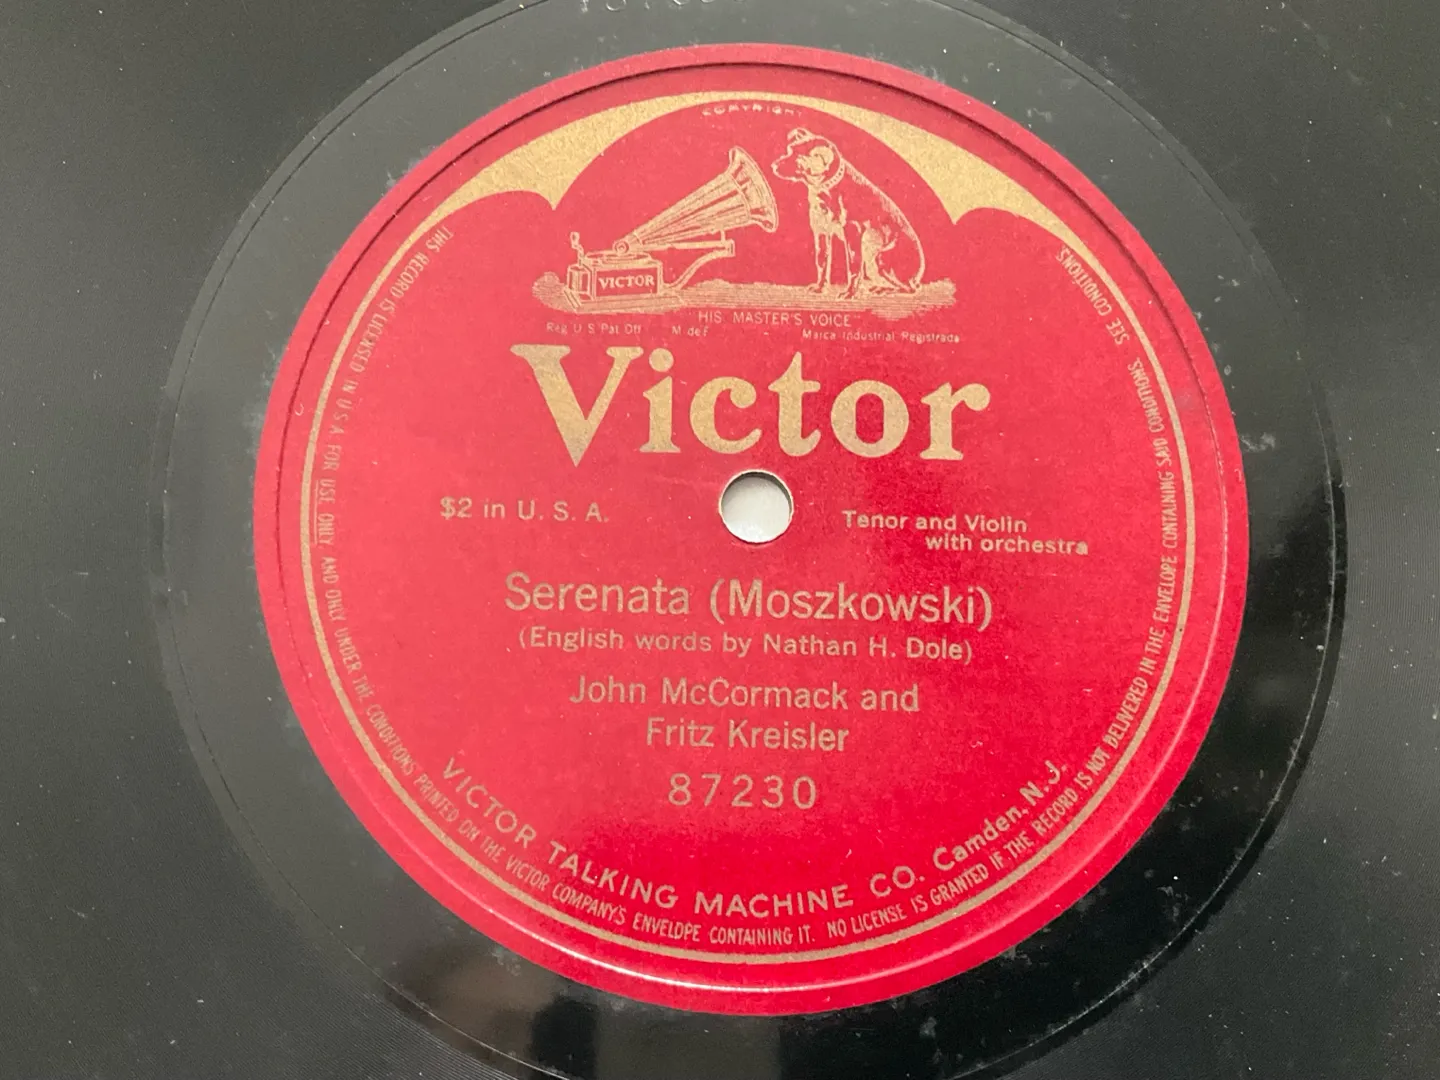 COPYRIGHT
VICTOR
"HIS MASTER'S VOICE"
Reg. U S Pat Off M de F Marca Industrial Registrada
Victor
$2 in U. S. A.
Tenor and Violin
with orchestra
Serenata (Moszkowski)
(English words by Nathan H. Dole)
John McCormack and
Fritz Kreisler
87230
VICTOR TALKING MACHINE CO. Camden, N. J.
THIS RECORD IS LICENSED IN U S A FOR USE ONLY, AND ONLY UNDER THE CONDITIONS PRINTED ON THE VICTOR COMPANY'S ENVELOPE CONTAINING IT. NO LICENSE IS GRANTED IF THE RECORD IS NOT DELIVERED IN THE ENVELOPE CONTAINING SAID CONDITIONS. SEE CONDITIONS